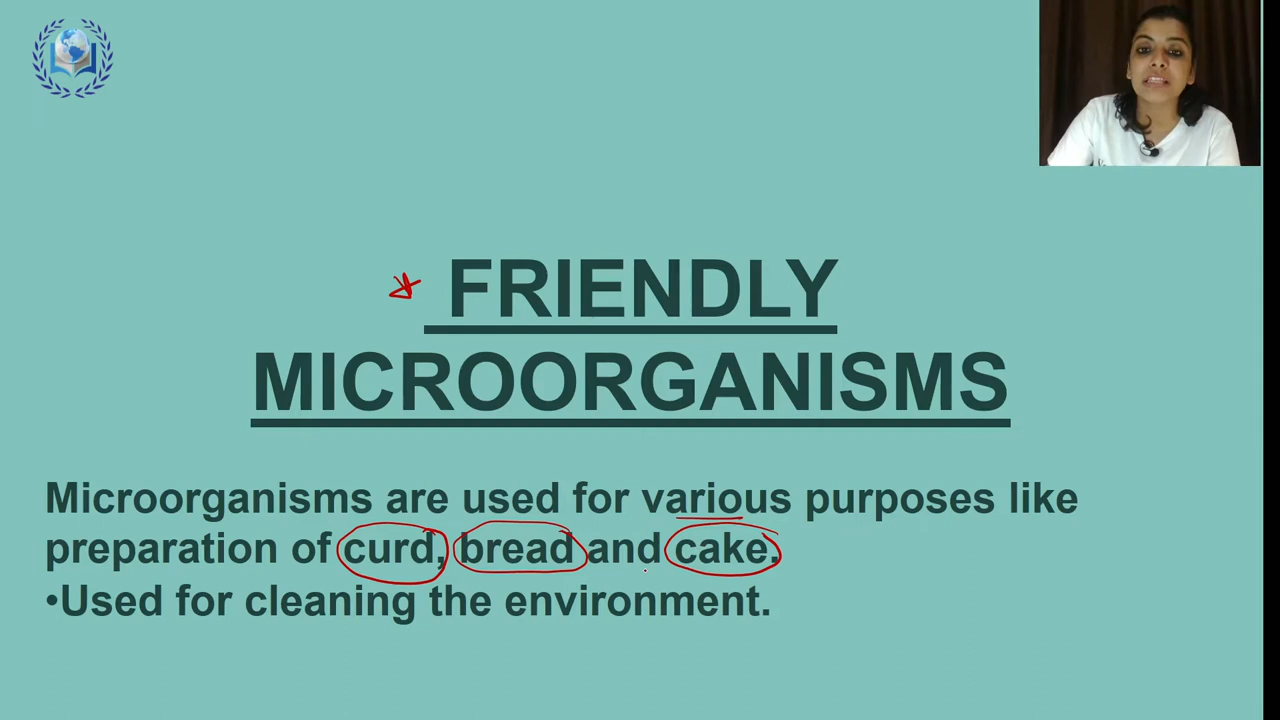 FRIENDLY
MICROORGANISMS
Microorganisms are used for various purposes like
preparation of curd, bread and cake.
•Used for cleaning the environment.